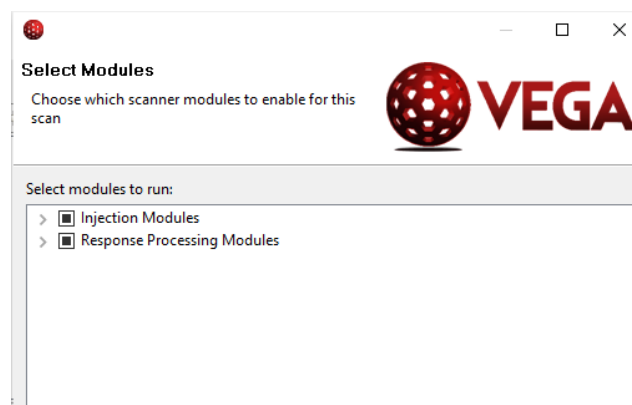 Select Modules
Choose which scanner modules to enable for this
scan
VEGA
Select modules to run:
Injection Modules
Response Processing Modules